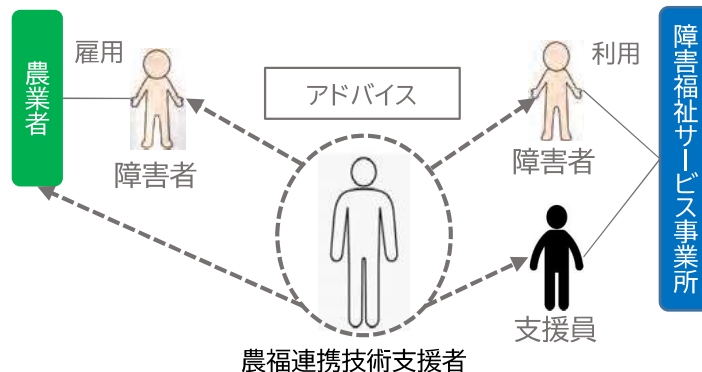 農業者
雇用
障害者
アドバイス
利用
障害者
障害福祉サービス事業所
支援員
農福連携技術支援者